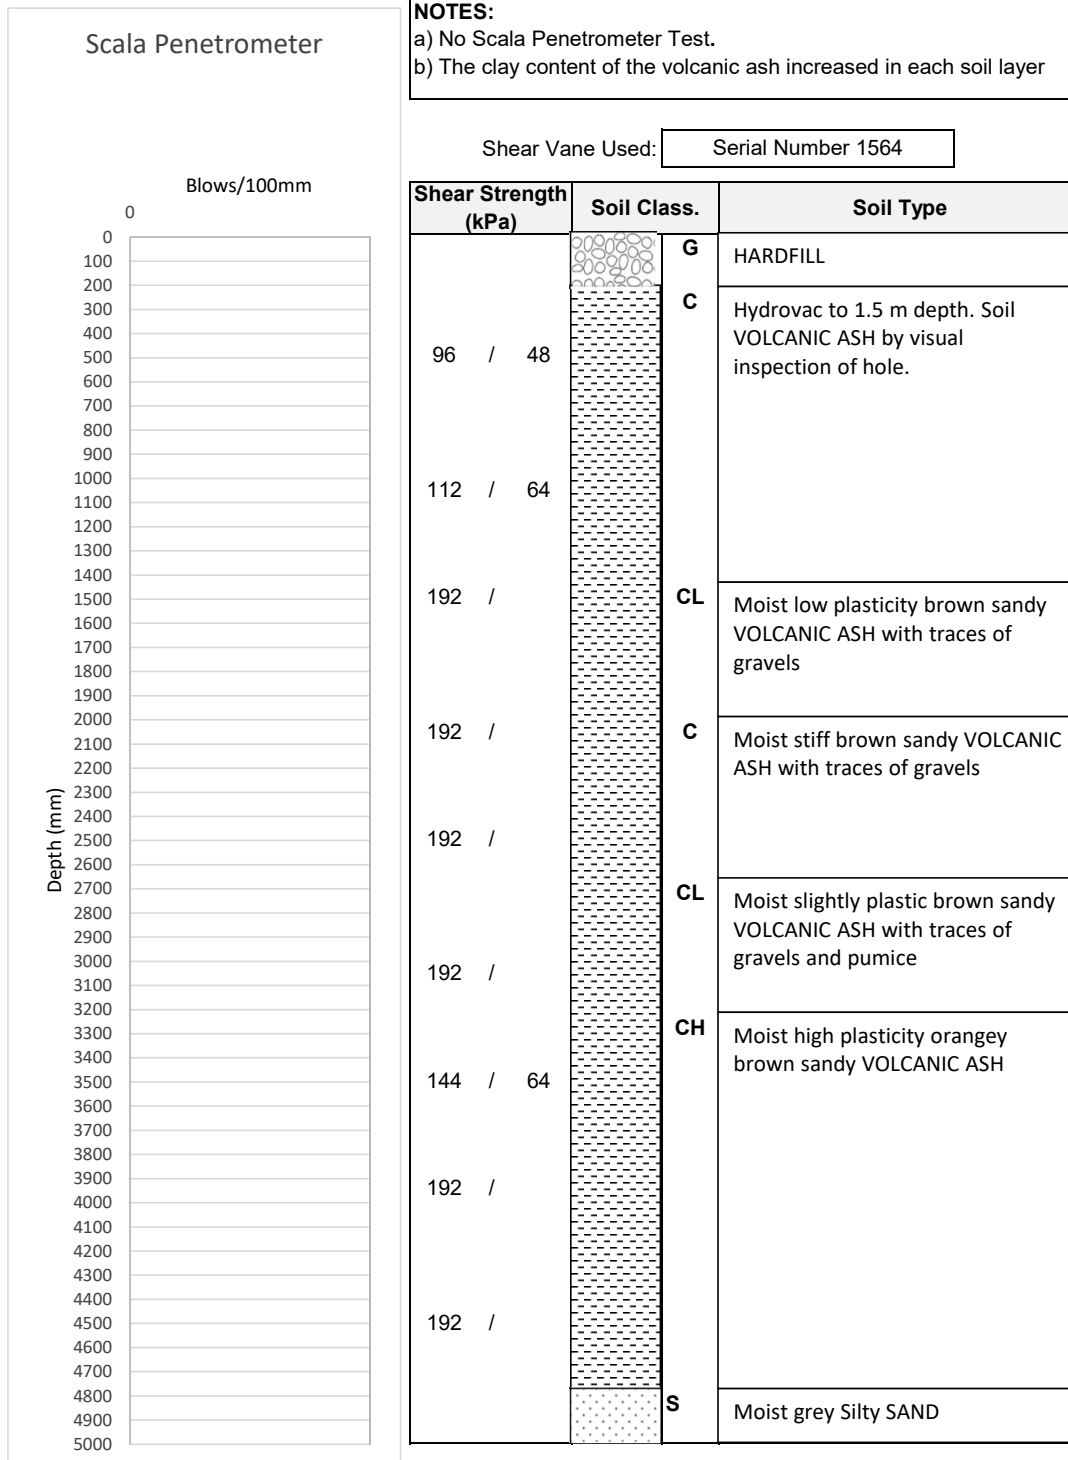 Scala Penetrometer
Blows/100mm
0
0
100
200
300
400
500
600
700
800
900
1000
1100
1200
1300
1400
1500
1600
1700
1800
1900
2000
2100
2200
2300
2400
2500
2600
2700
2800
2900
3000
3100
3200
3300
3400
3500
3600
3700
3800
3900
4000
4100
4200
4300
4400
4500
4600
4700
4800
4900
5000
Depth (mm)
NOTES:
a) No Scala Penetrometer Test.
b) The clay content of the volcanic ash increased in each soil layer
Shear Vane Used: Serial Number 1564
Shear Strength (kPa) Soil Class. Soil Type
G HARDFILL
C Hydrovac to 1.5 m depth. Soil
VOLCANIC ASH by visual
inspection of hole.
96 / 48
112 / 64
192 / CL Moist low plasticity brown sandy
VOLCANIC ASH with traces of
gravels
192 / C Moist stiff brown sandy VOLCANIC
ASH with traces of gravels
192 /
CL Moist slightly plastic brown sandy
VOLCANIC ASH with traces of
gravels and pumice
192 /
CH Moist high plasticity orangey
brown sandy VOLCANIC ASH
144 / 64
192 /
192 /
S Moist grey Silty SAND